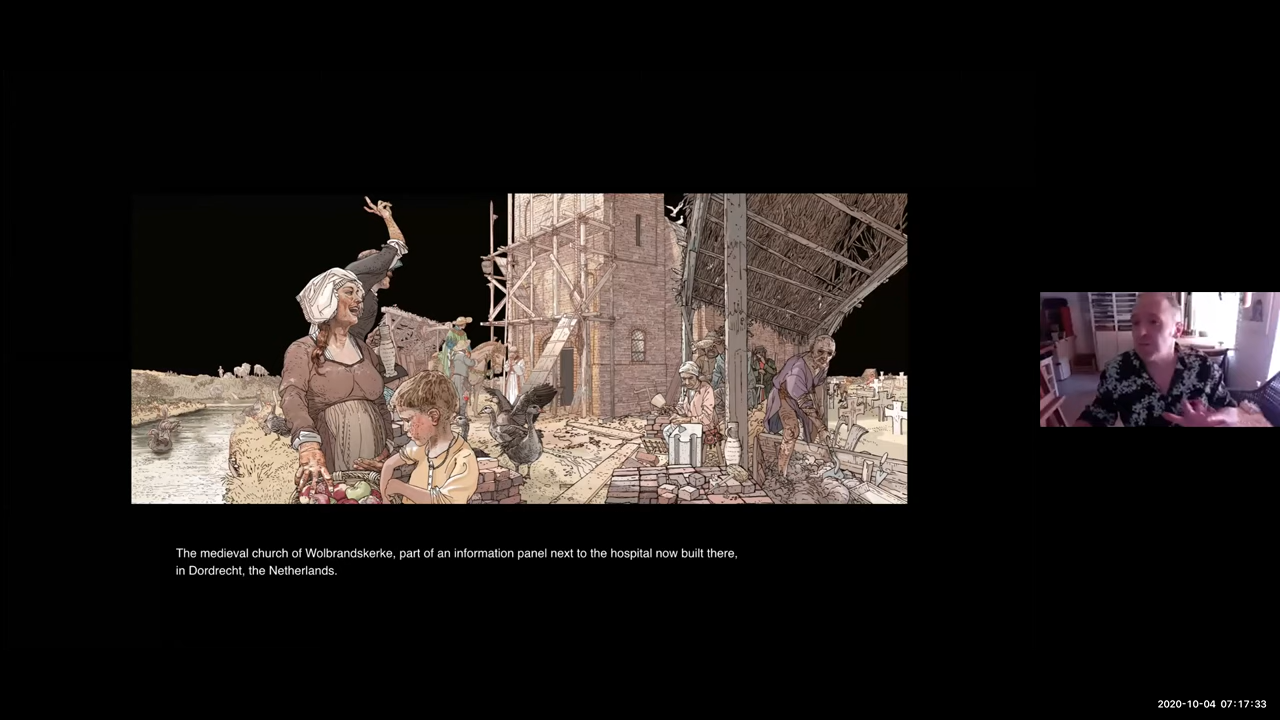 The medieval church of Wolbrandskerke, part of an information panel next to the hospital now built there,
in Dordrecht, the Netherlands.
2020-10-04 07:17:33